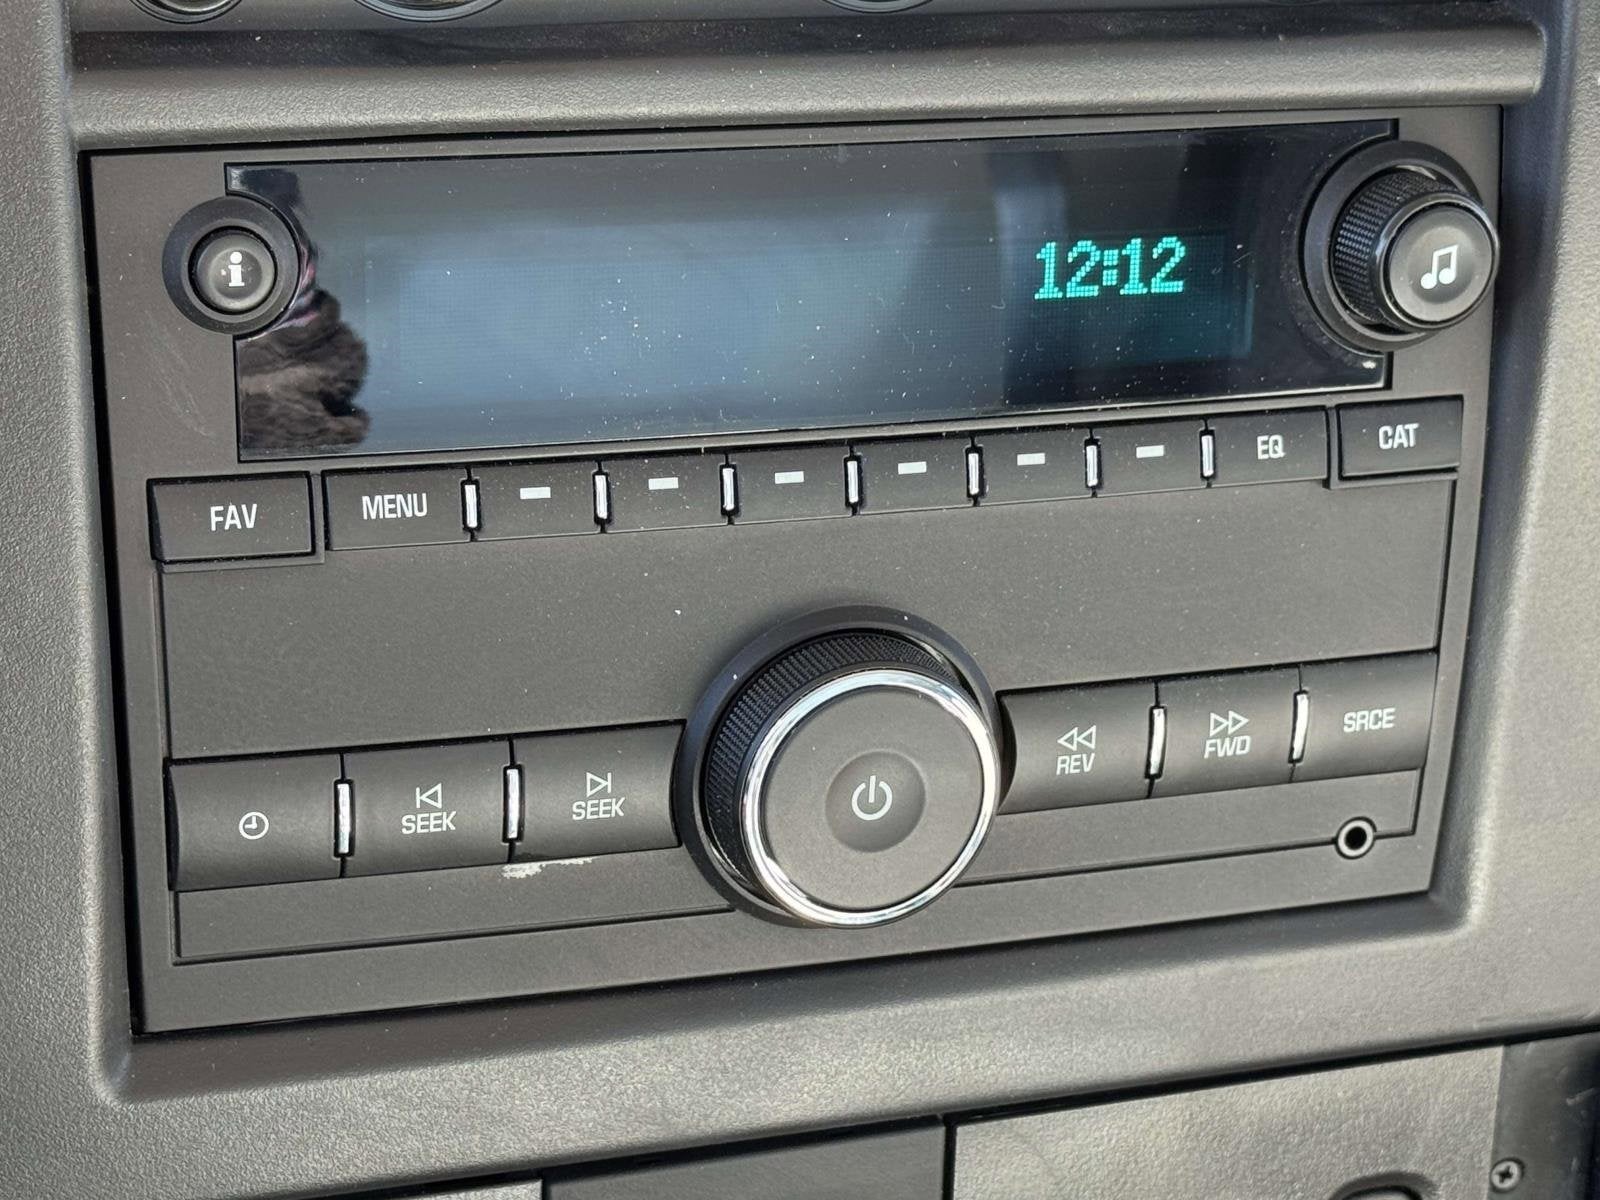 12:12
i
FAV
MENU
EQ
CAT
SEEK
SEEK
REV
FWD
SRCE